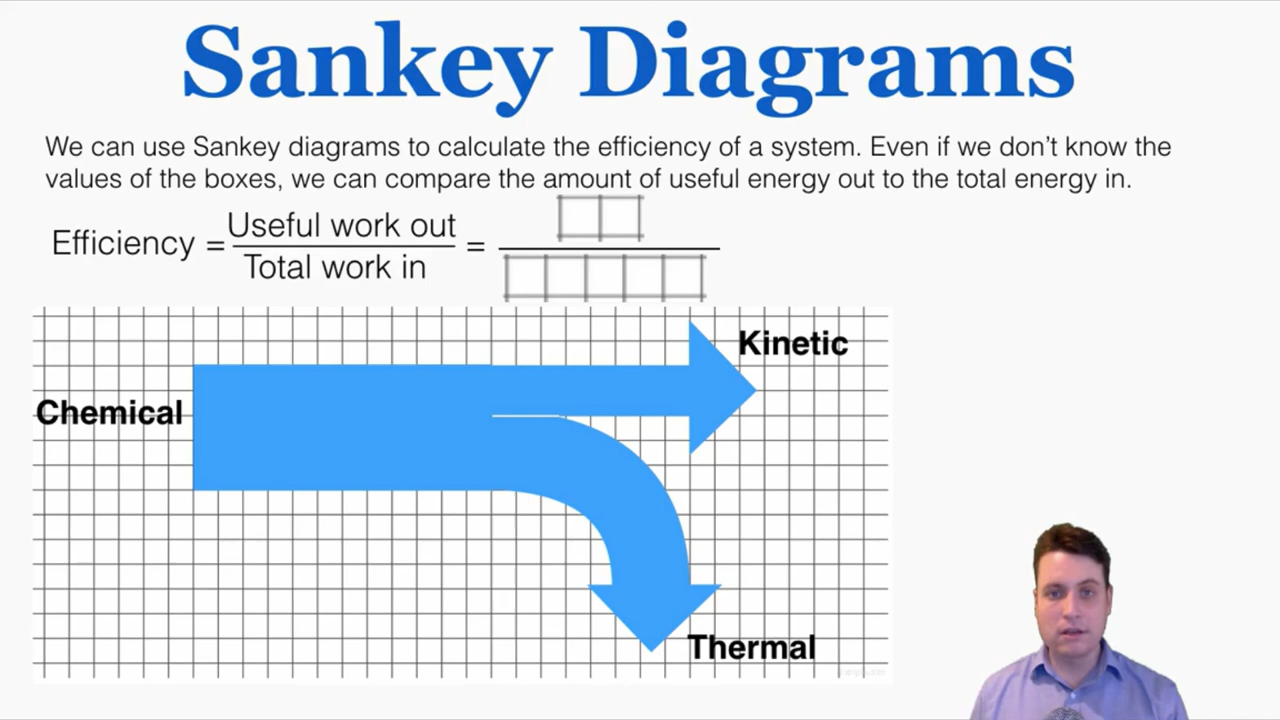 Sankey Diagrams
We can use Sankey diagrams to calculate the efficiency of a system. Even if we don’t know the
values of the boxes, we can compare the amount of useful energy out to the total energy in.
Efficiency = Useful work out =
Total work in
Kinetic
Chemical
Thermal